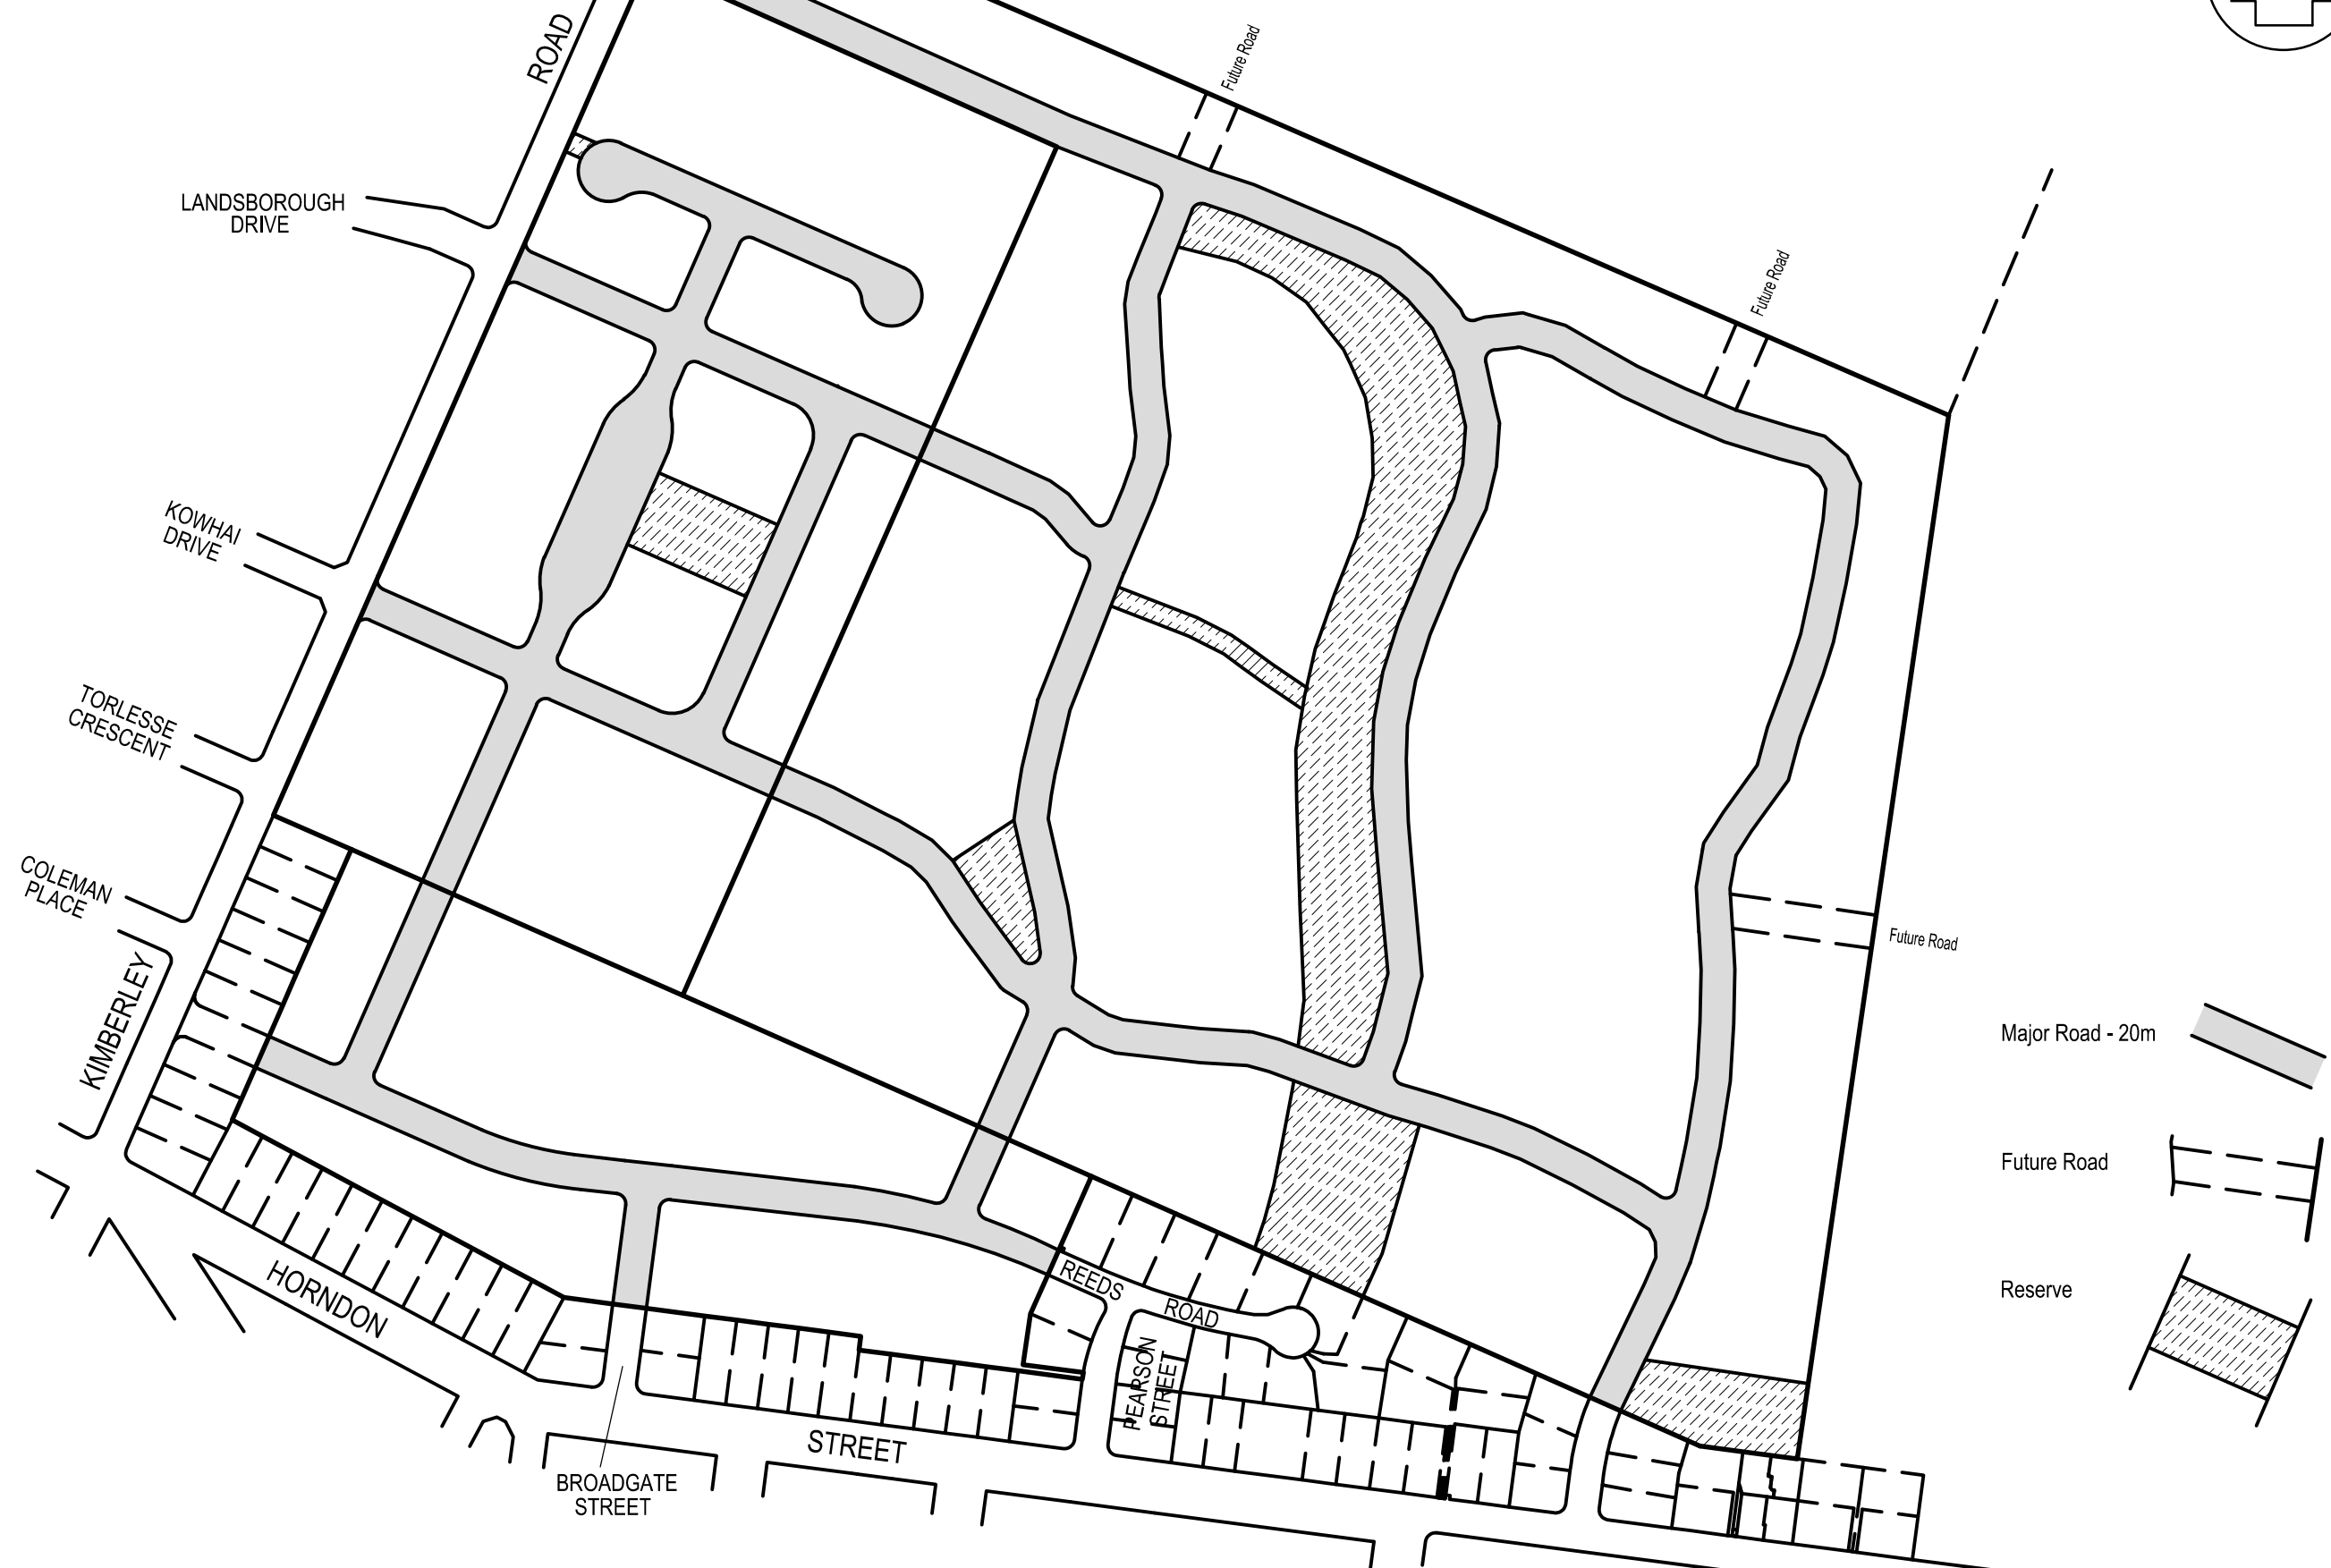 ROAD
Future Road
LANDSBOROUGH
DRIVE
Future Road
KOWHAI
DRIVE
TORLESSE
CRESCENT
COLEMAN
PLACE
KIMBERLEY
Future Road
Major Road - 20m
Future Road
Reserve
HORNDON
REEDS
ROAD
PEARSON
STREET
STREET
BROADGATE
STREET